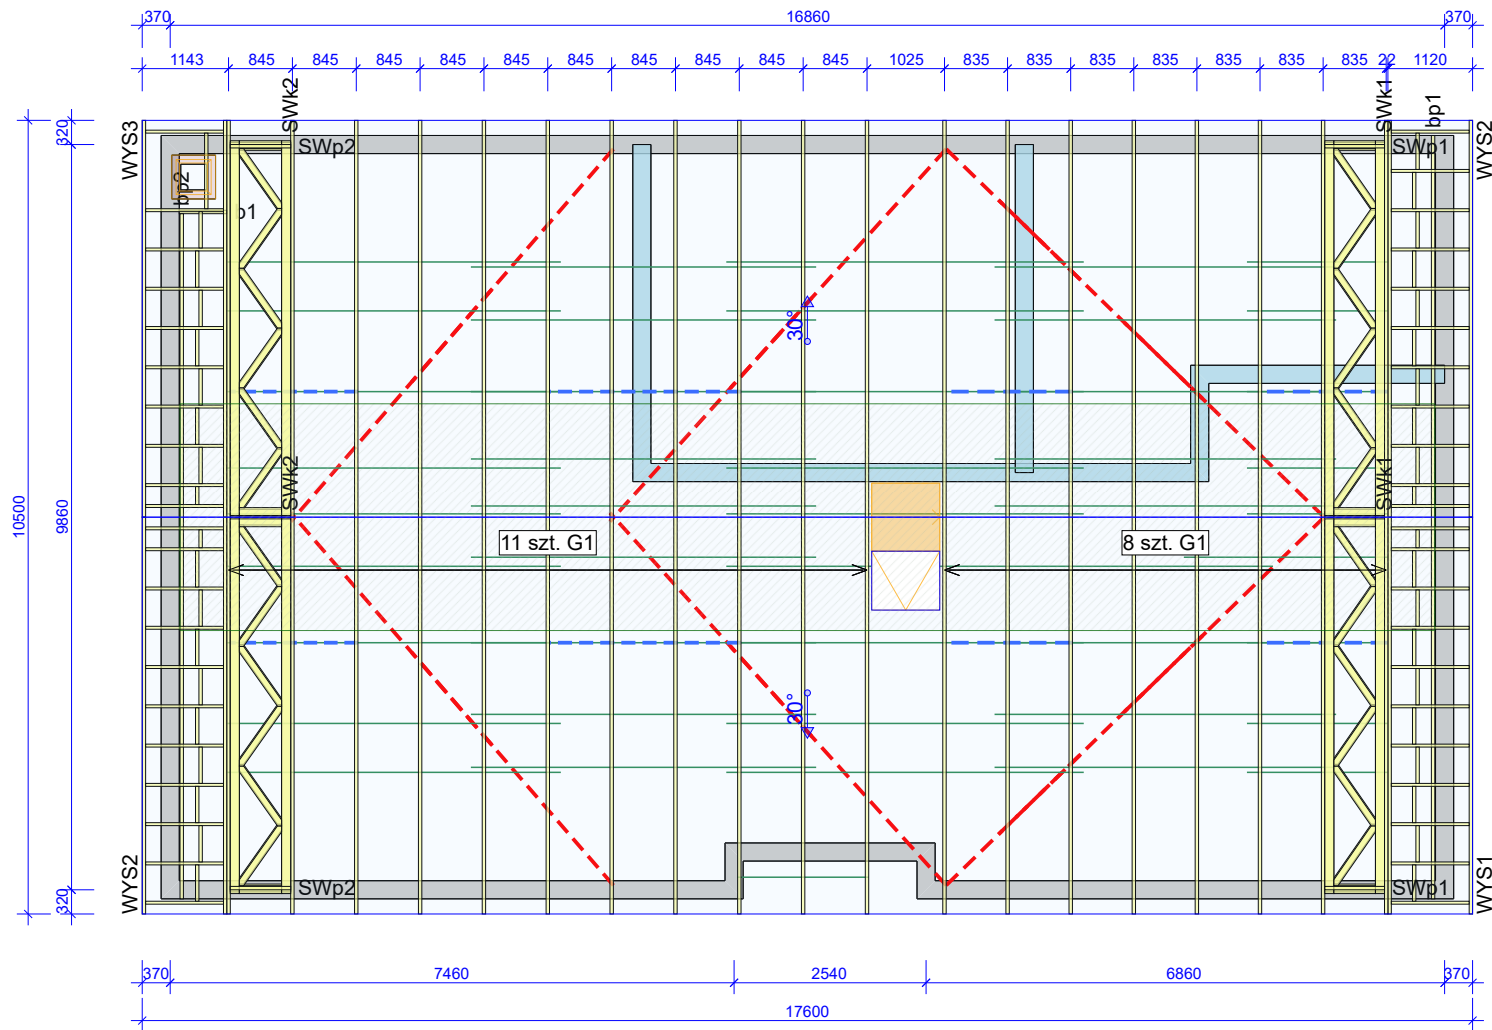 370 16860 370
1143 845 845 845 845 845 845 845 845 845 845 1025 835 835 835 835 835 835 22 1120
320
9860
320
10500
WYS3
SWk2
SWk1
bp1
WYS2
SWp2
SWp1
bp2
b1
30°
SWk2
SWk1
11 szt. G1
8 szt. G1
30°
WYS2
SWp2
SWp1
WYS1
370 7460 2540 6860 370
17600